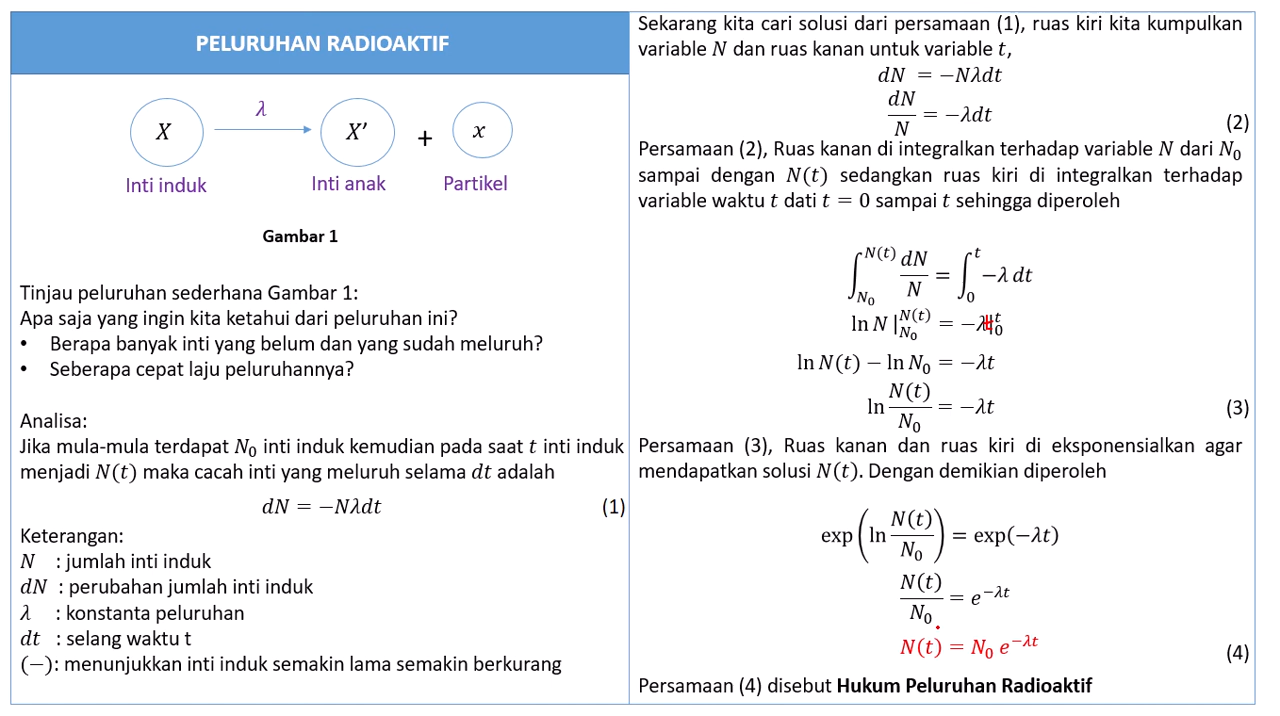 PELURUHAN RADIOAKTIF
λ
X X′ + x
Inti induk Inti anak Partikel
Gambar 1
Tinjau peluruhan sederhana Gambar 1:
Apa saja yang ingin kita ketahui dari peluruhan ini?
• Berapa banyak inti yang belum dan yang sudah meluruh?
• Seberapa cepat laju peluruhannya?
Analisa:
Jika mula-mula terdapat N₀ inti induk kemudian pada saat t inti induk
menjadi N(t) maka cacah inti yang meluruh selama dt adalah
dN = −Nλdt (1)
Keterangan:
N : jumlah inti induk
dN : perubahan jumlah inti induk
λ : konstanta peluruhan
dt : selang waktu t
(−): menunjukkan inti induk semakin lama semakin berkurang
Sekarang kita cari solusi dari persamaan (1), ruas kiri kita kumpulkan
variable N dan ruas kanan untuk variable t,
dN = −Nλdt
dN/N = −λdt (2)
Persamaan (2), Ruas kanan di integralkan terhadap variable N dari N₀
sampai dengan N(t) sedangkan ruas kiri di integralkan terhadap
variable waktu t dati t = 0 sampai t sehingga diperoleh
∫_{N₀}^{N(t)} dN/N = ∫_0^t −λ dt
ln N |_{N₀}^{N(t)} = −λt|_0^t
ln N(t) − ln N₀ = −λt
ln N(t)/N₀ = −λt (3)
Persamaan (3), Ruas kanan dan ruas kiri di eksponensialkan agar
mendapatkan solusi N(t). Dengan demikian diperoleh
exp(ln N(t)/N₀) = exp(−λt)
N(t)/N₀ = e^{−λt}
N(t) = N₀ e^{−λt} (4)
Persamaan (4) disebut Hukum Peluruhan Radioaktif